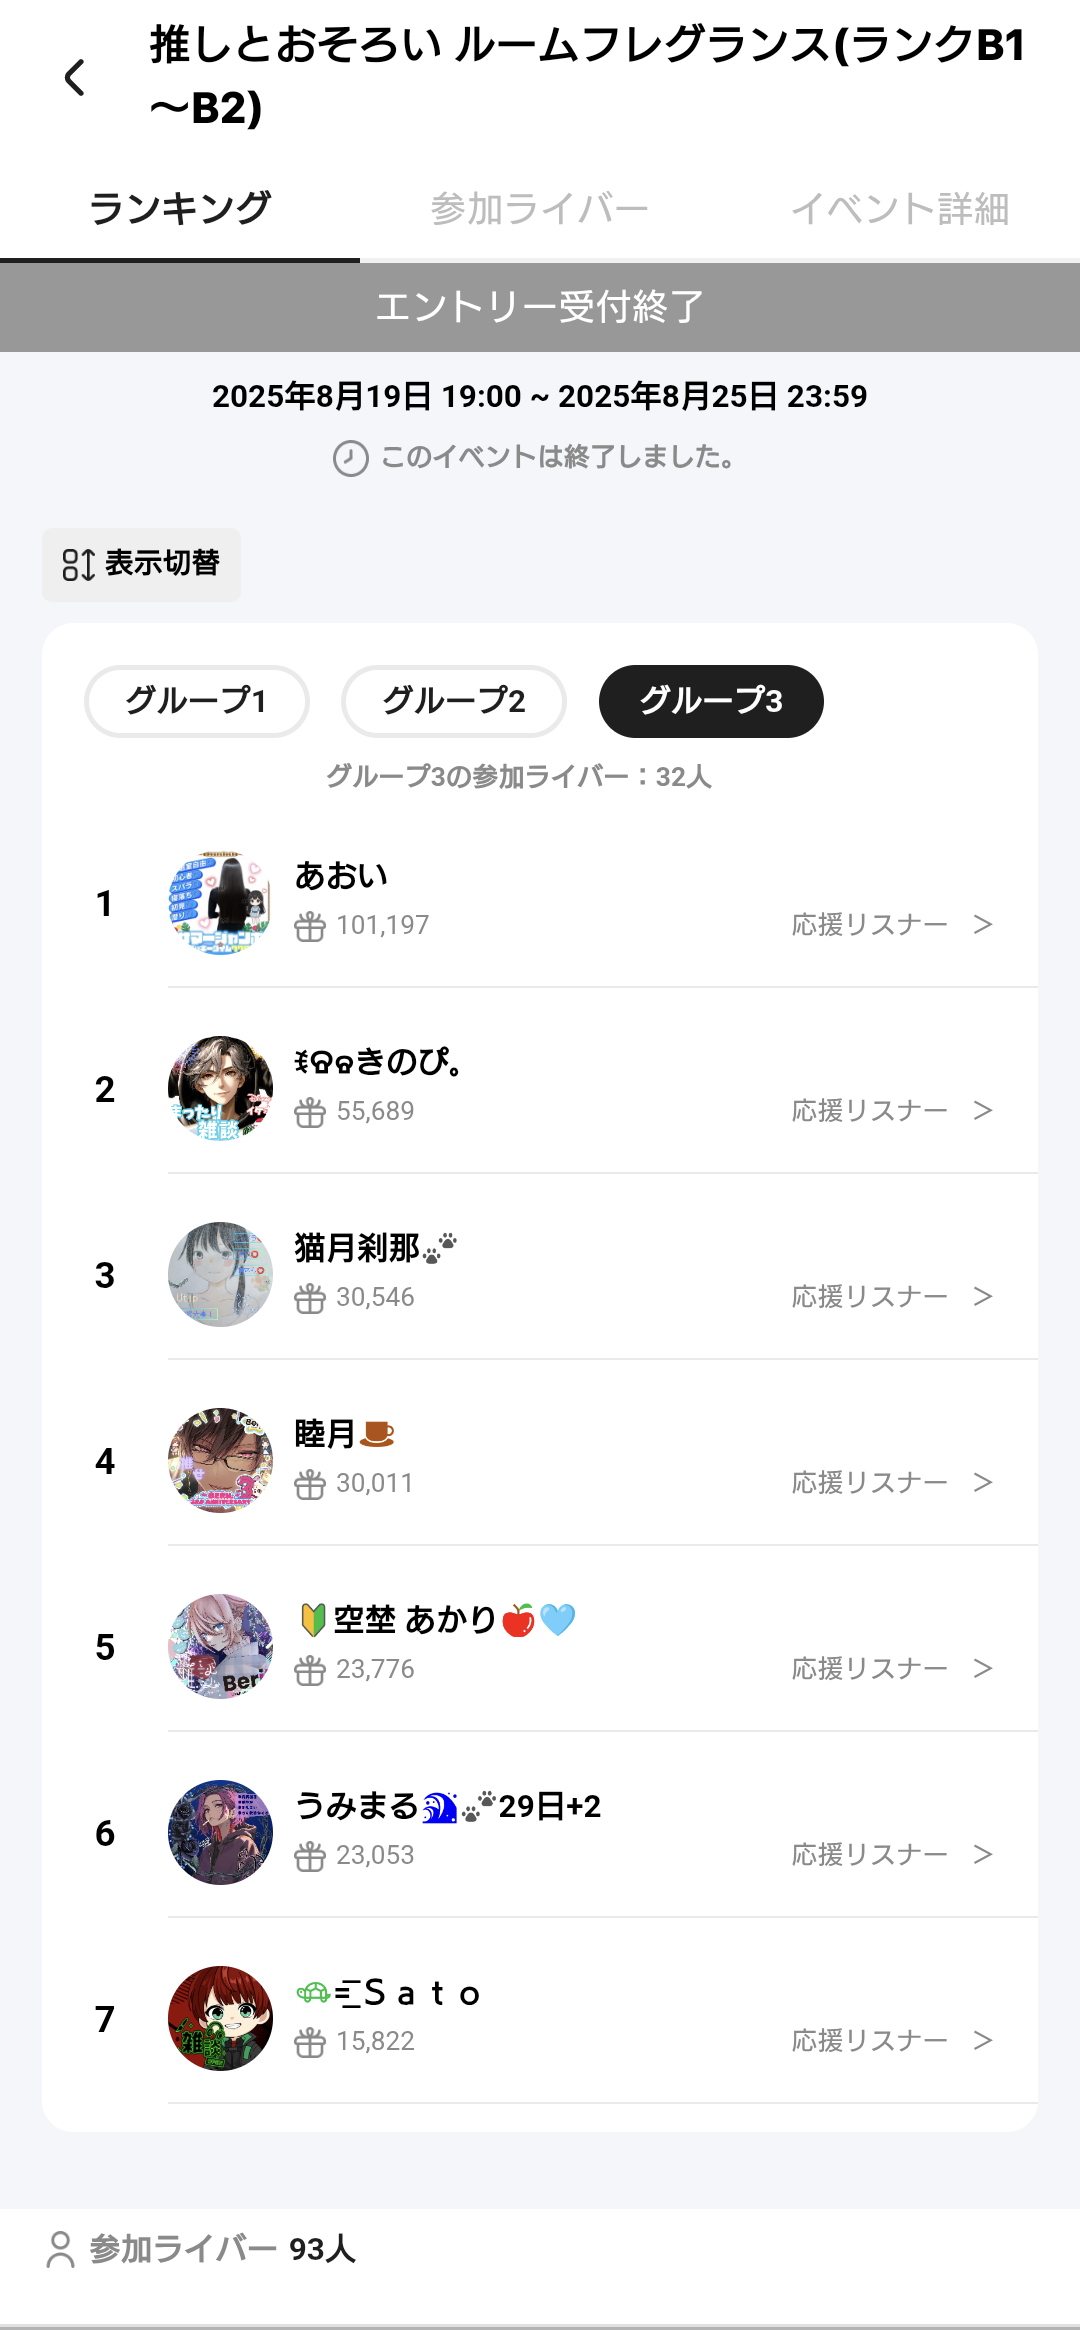 推しとおそろい ルームフレグランス(ランクB1
～B2)
ランキング 参加ライバー イベント詳細
エントリー受付終了
2025年8月19日 19:00 ~ 2025年8月25日 23:59
このイベントは終了しました。
表示切替
グループ1 グループ2 グループ3
グループ3の参加ライバー：32人
1 あおい
101,197 応援リスナー >
2 きのぴ。
55,689 応援リスナー >
3 猫月刹那🐾
30,546 応援リスナー >
4 睦月☕
30,011 応援リスナー >
5 🔰空埜 あかり🍎🩵
23,776 応援リスナー >
6 うみまる🌊🐾29日+2
23,053 応援リスナー >
7 🐢Ｓａｔｏ
15,822 応援リスナー >
参加ライバー 93人